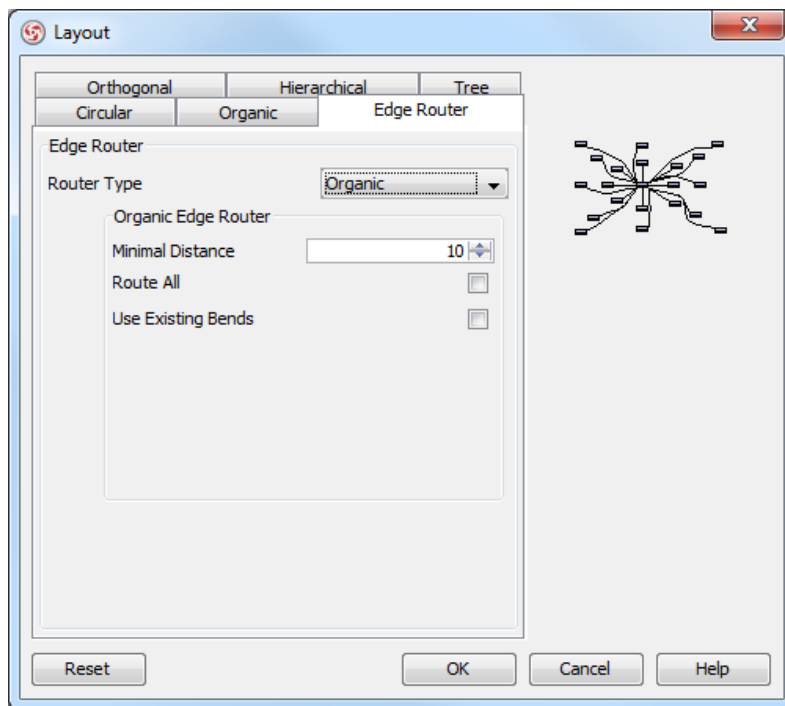 Layout
Orthogonal Hierarchical Tree
Circular Organic Edge Router
Edge Router
Router Type Organic
Organic Edge Router
Minimal Distance 10
Route All
Use Existing Bends
Reset OK Cancel Help